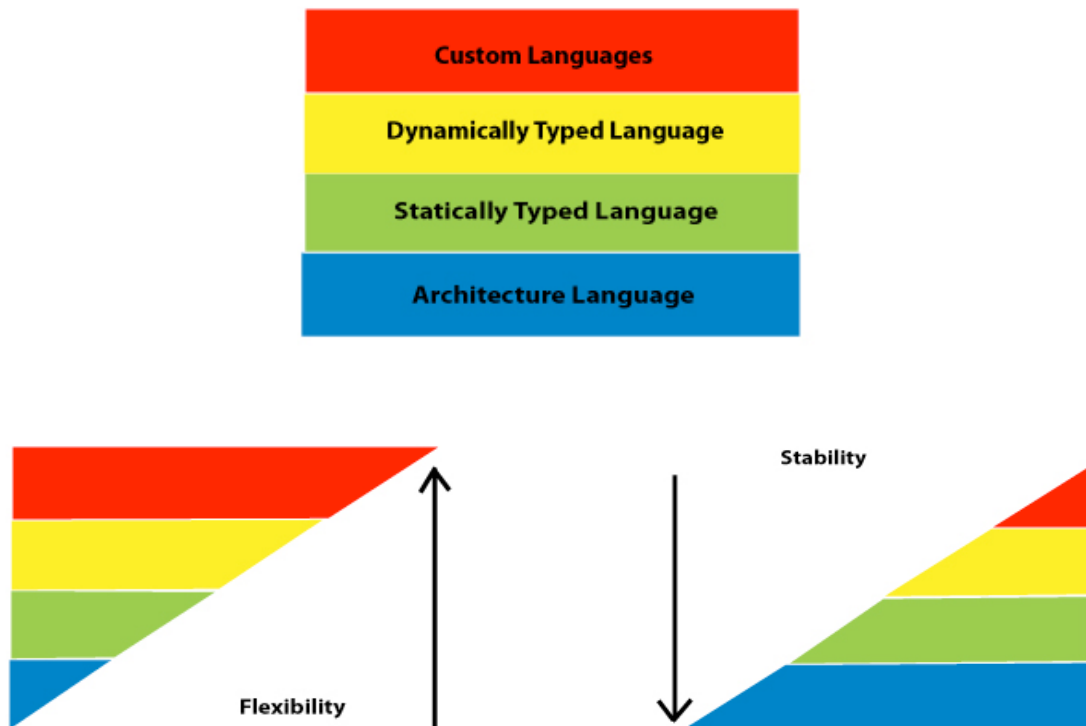 Custom Languages
Dynamically Typed Language
Statically Typed Language
Architecture Language
Stability
Flexibility